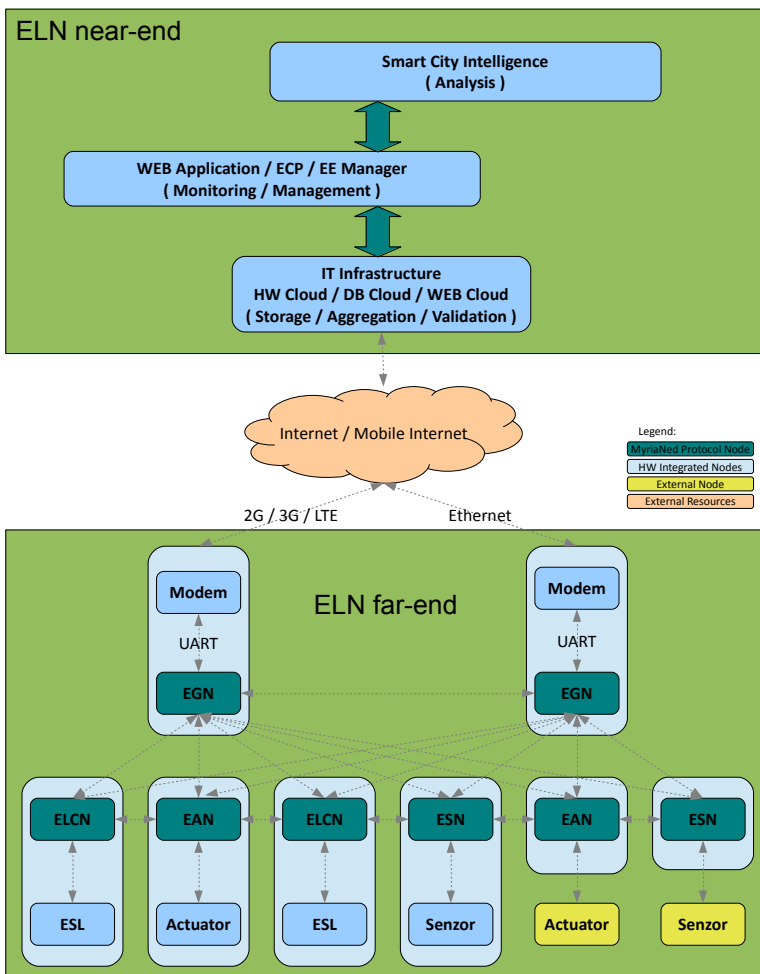 ELN near-end
Smart City Intelligence
( Analysis )
WEB Application / ECP / EE Manager
( Monitoring / Management )
IT Infrastructure
HW Cloud / DB Cloud / WEB Cloud
( Storage / Aggregation / Validation )
Internet / Mobile Internet
Legend:
MyriaNed Protocol Node
HW Integrated Nodes
External Node
External Resources
2G / 3G / LTE
Ethernet
ELN far-end
Modem
Modem
UART
UART
EGN
EGN
ELCN
EAN
ELCN
ESN
EAN
ESN
ESL
Actuator
ESL
Senzor
Actuator
Senzor